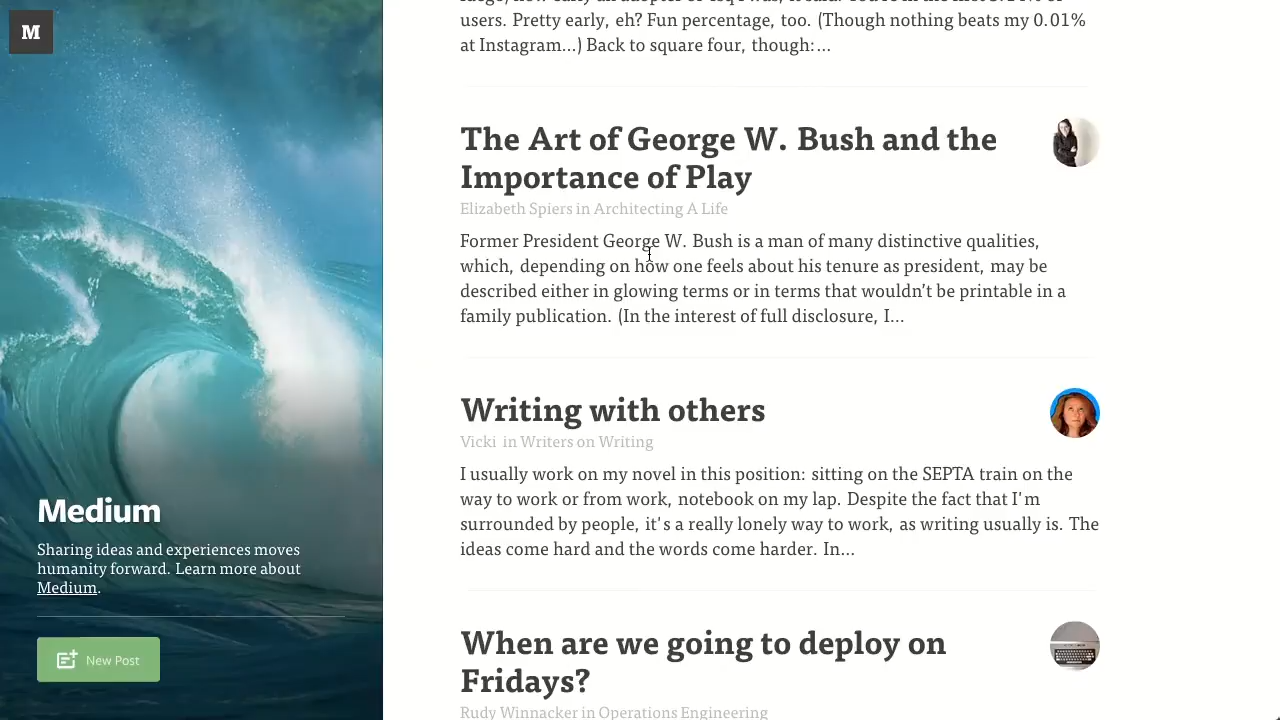 M
users. Pretty early, eh? Fun percentage, too. (Though nothing beats my 0.01%
at Instagram...) Back to square four, though:...
The Art of George W. Bush and the
Importance of Play
Elizabeth Spiers in Architecting A Life
Former President George W. Bush is a man of many distinctive qualities,
which, depending on how one feels about his tenure as president, may be
described either in glowing terms or in terms that wouldn't be printable in a
family publication. (In the interest of full disclosure, I...
Writing with others
Vicki in Writers on Writing
I usually work on my novel in this position: sitting on the SEPTA train on the
way to work or from work, notebook on my lap. Despite the fact that I'm
surrounded by people, it's a really lonely way to work, as writing usually is. The
ideas come hard and the words come harder. In...
When are we going to deploy on
Fridays?
Rudy Winnacker in Operations Engineering
Medium
Sharing ideas and experiences moves
humanity forward. Learn more about
Medium.
New Post